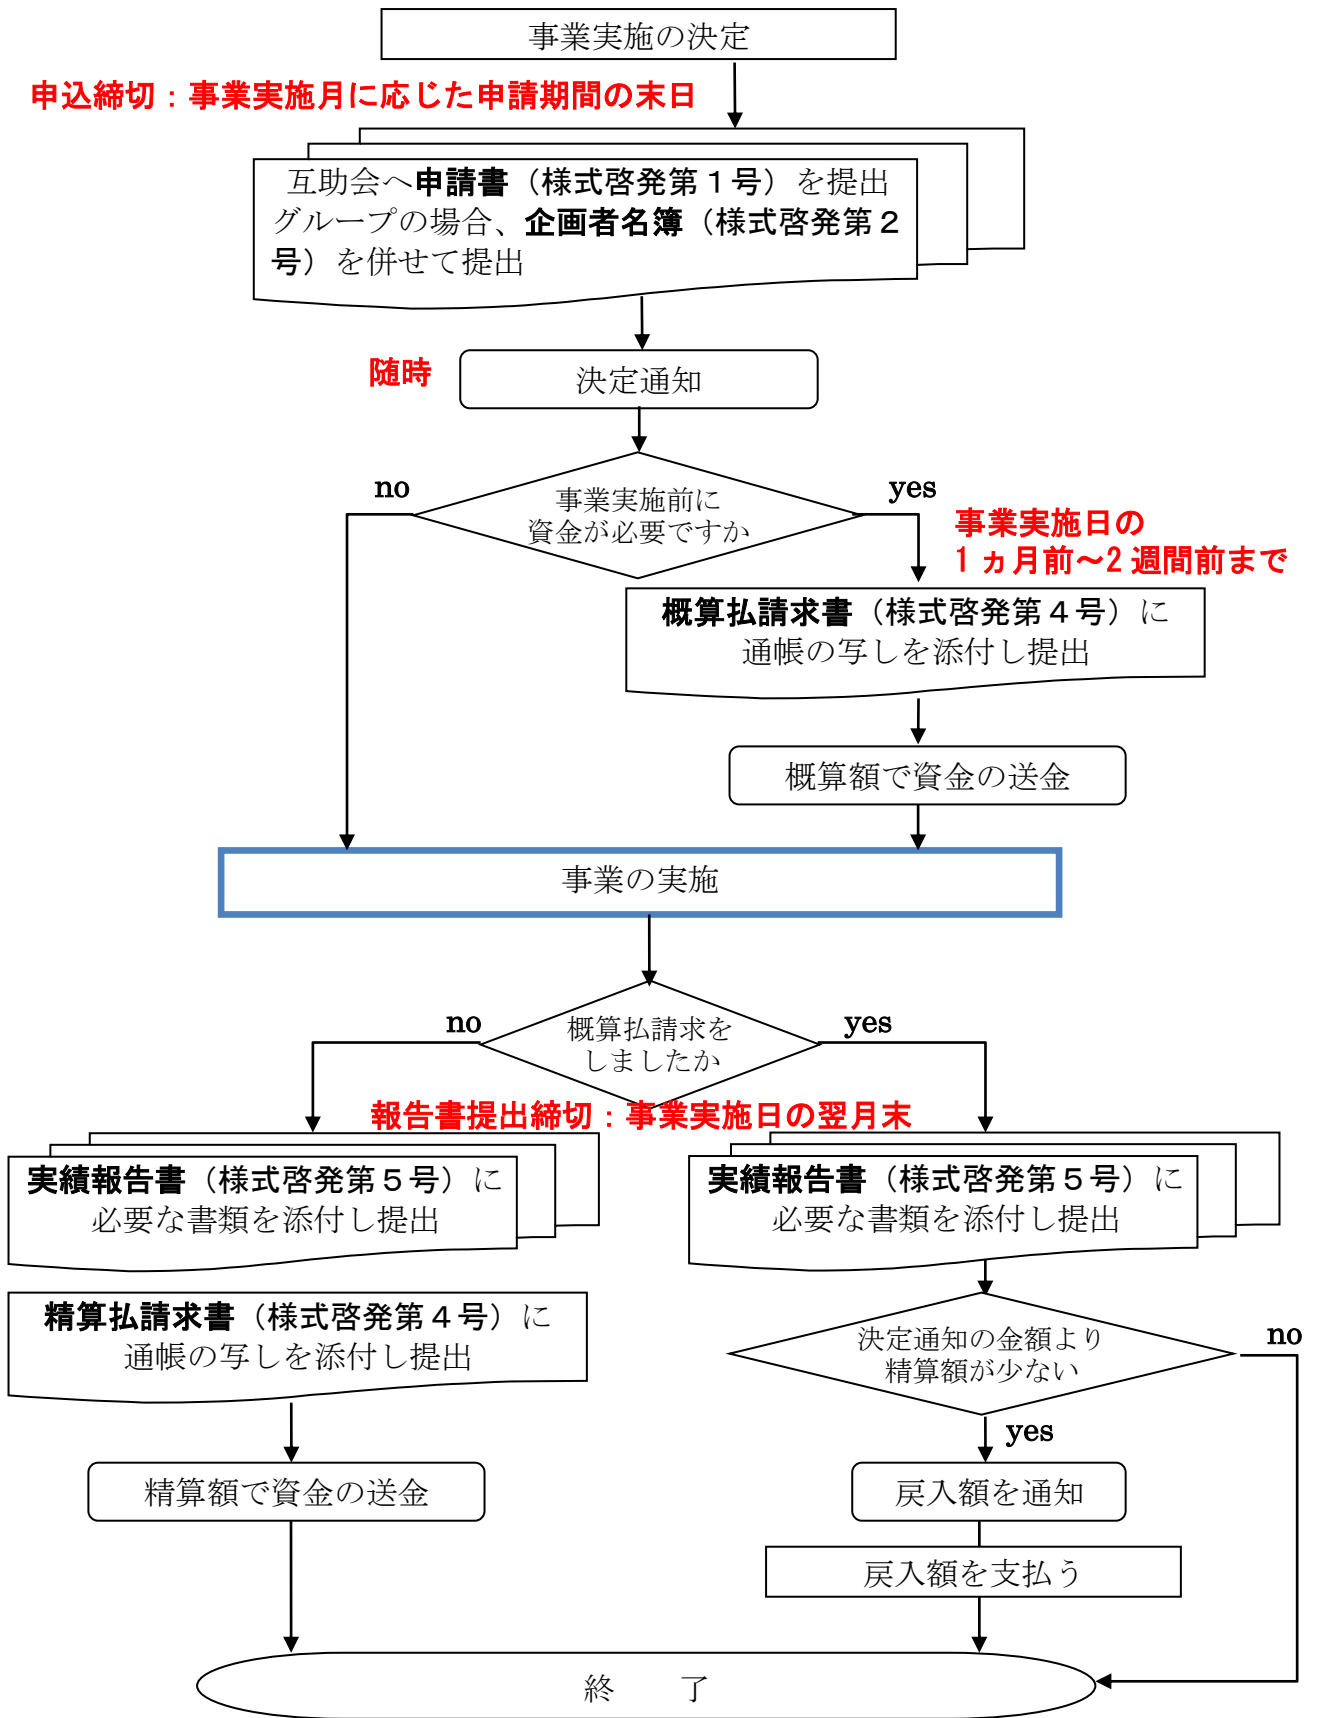 事業実施の決定
申込締切：事業実施月に応じた申請期間の末日
互助会へ申請書（様式啓発第１号）を提出
グループの場合、企画者名簿（様式啓発第２
号）を併せて提出
随時
決定通知
no
yes
事業実施前に
資金が必要ですか
事業実施日の
1 ヵ月前～2 週間前まで
概算払請求書（様式啓発第４号）に
通帳の写しを添付し提出
概算額で資金の送金
事業の実施
no
yes
概算払請求を
しましたか
報告書提出締切：事業実施日の翌月末
実績報告書（様式啓発第５号）に
必要な書類を添付し提出
実績報告書（様式啓発第５号）に
必要な書類を添付し提出
精算払請求書（様式啓発第４号）に
通帳の写しを添付し提出
決定通知の金額より
精算額が少ない
no
yes
精算額で資金の送金
戻入額を通知
戻入額を支払う
終　　了